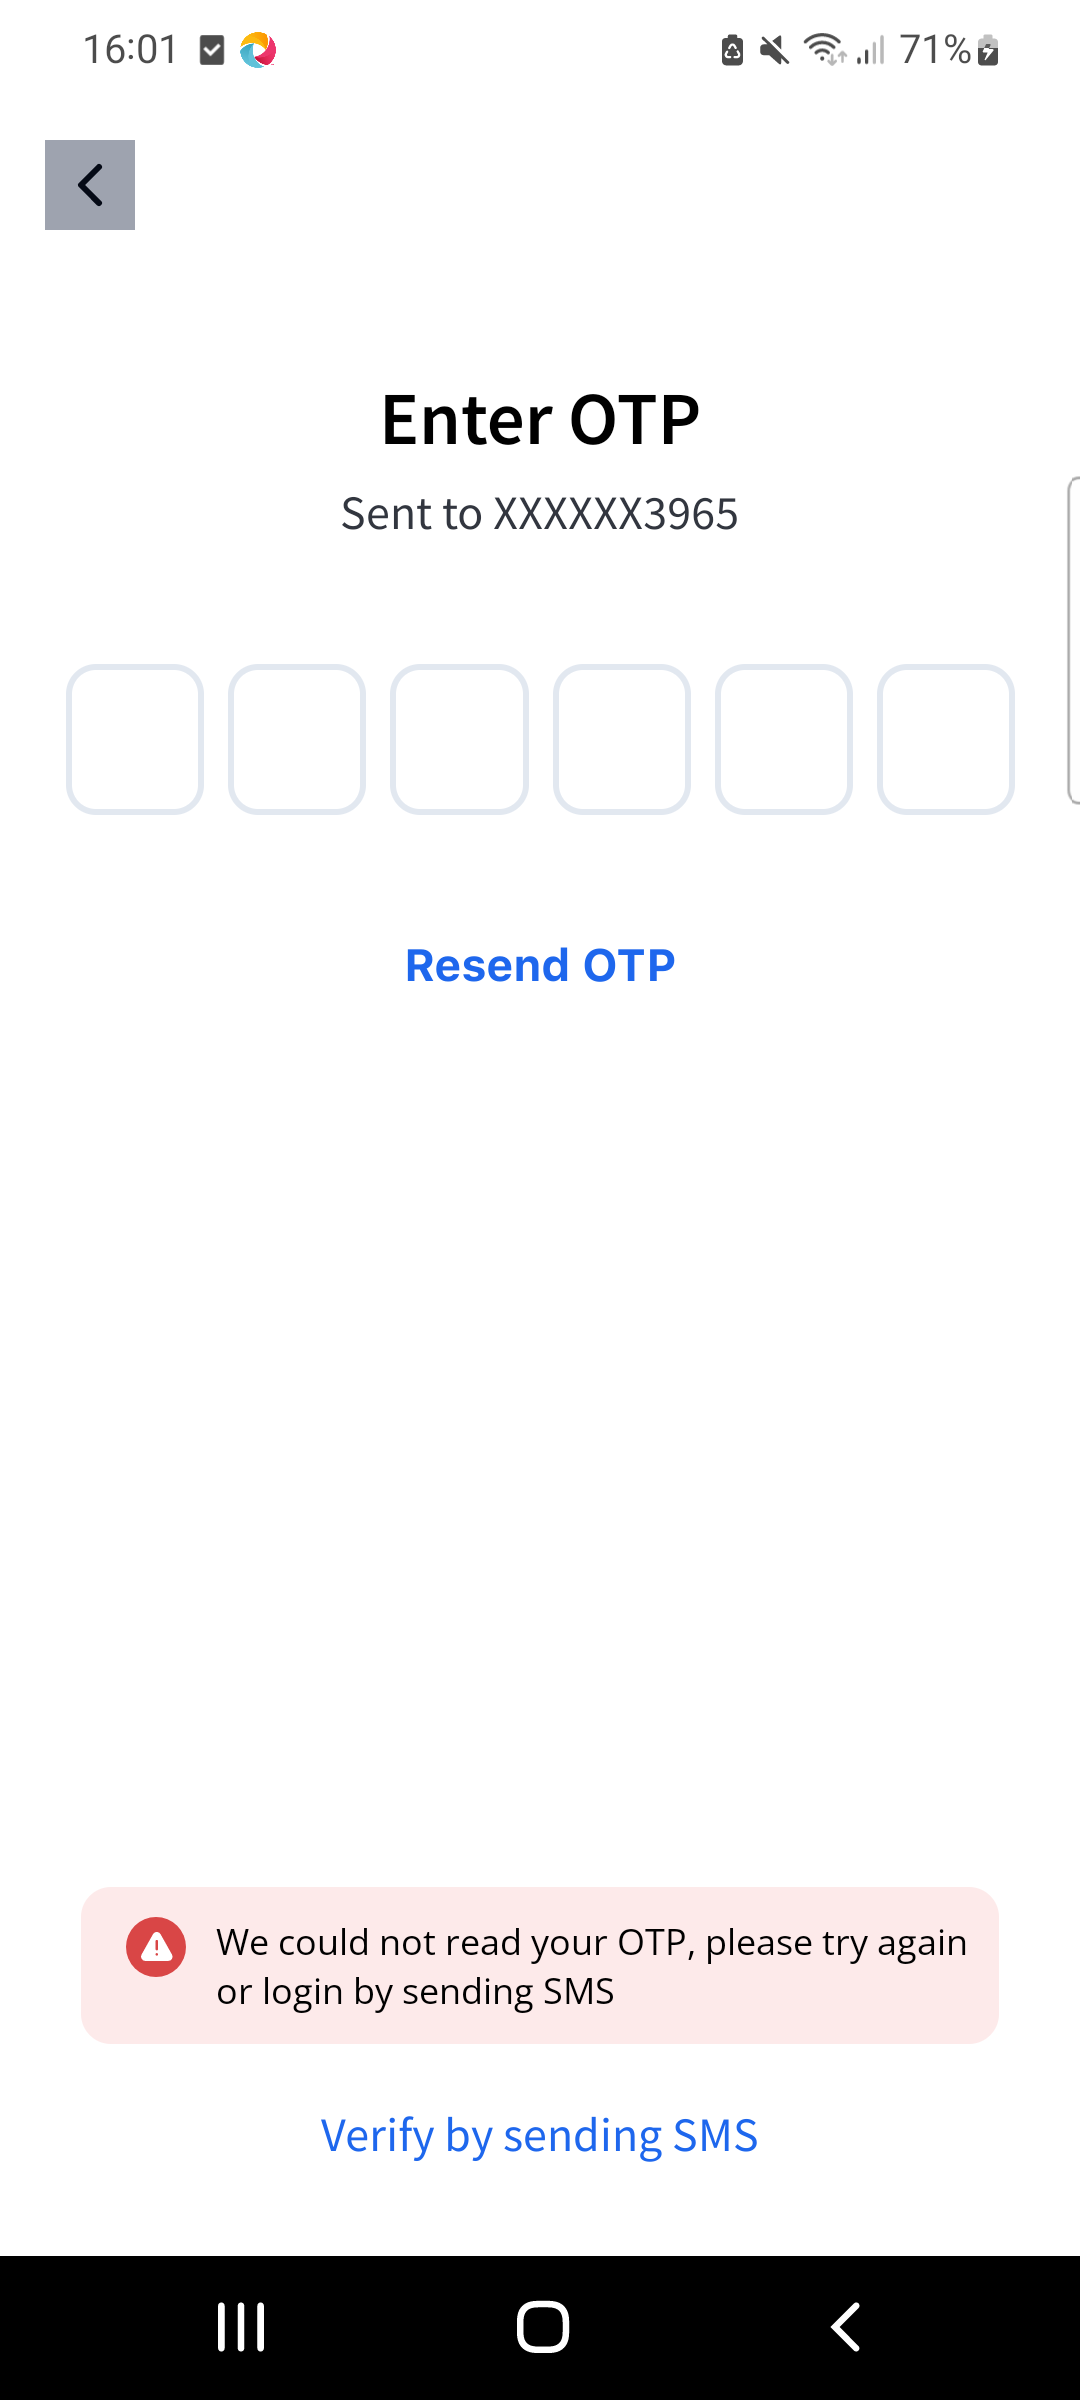 16:01
71%
Enter OTP
Sent to XXXXXX3965
Resend OTP
We could not read your OTP, please try again
or login by sending SMS
Verify by sending SMS